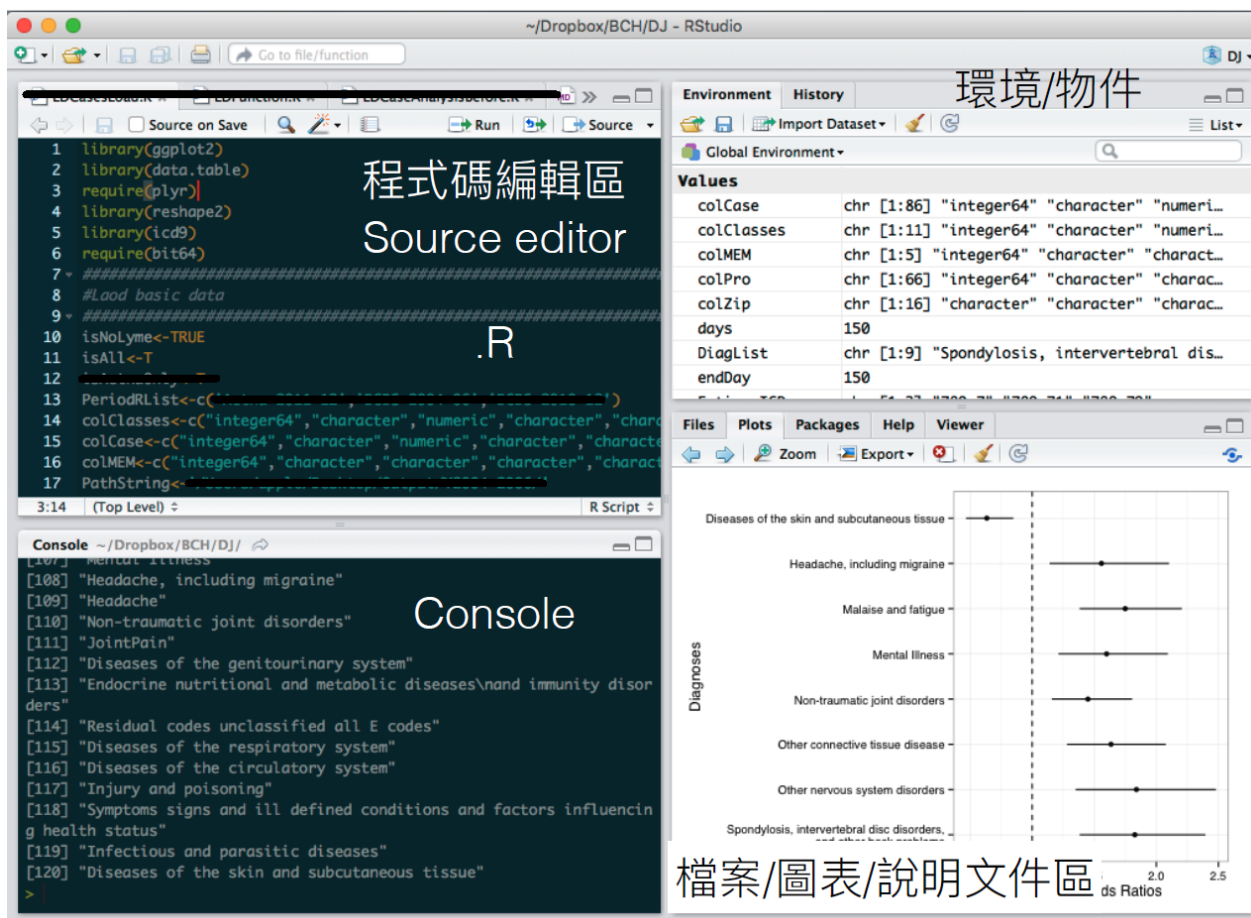 ~/Dropbox/BCH/DJ - RStudio
Go to file/function
DJ
Source on Save
Run
Source
1 library(ggplot2)
2 library(data.table)
3 require(plyr)
4 library(reshape2)
5 library(icd9)
6 require(bit64)
7 ################################################################
8 #Laod basic data
9 ################################################################
10 isNoLyme<-TRUE
11 isAll<-T
12
13 PeriodRList<-c(
14 colClasses<-c("integer64","character","numeric","character","charac
15 colCase<-c("integer64","character","numeric","character","characte
16 colMEM<-c("integer64","character","character","character","charact
17 PathString<-
程式碼編輯區
Source editor
.R
3:14 (Top Level) R Script
Console ~/Dropbox/BCH/DJ/
[107] "Mental Illness"
[108] "Headache, including migraine"
[109] "Headache"
[110] "Non-traumatic joint disorders"
[111] "JointPain"
[112] "Diseases of the genitourinary system"
[113] "Endocrine nutritional and metabolic diseases\nand immunity disor
ders"
[114] "Residual codes unclassified all E codes"
[115] "Diseases of the respiratory system"
[116] "Diseases of the circulatory system"
[117] "Injury and poisoning"
[118] "Symptoms signs and ill defined conditions and factors influencin
g health status"
[119] "Infectious and parasitic diseases"
[120] "Diseases of the skin and subcutaneous tissue"
>
Console
Environment History
環境/物件
Import Dataset List
Global Environment
Values
colCase chr [1:86] "integer64" "character" "numeri…
colClasses chr [1:11] "integer64" "character" "numeri…
colMEM chr [1:5] "integer64" "character" "charact…
colPro chr [1:66] "integer64" "character" "charac…
colZip chr [1:16] "character" "character" "charac…
days 150
DiagList chr [1:9] "Spondylosis, intervertebral dis…
endDay 150
Files Plots Packages Help Viewer
Zoom Export
Diagnoses
Diseases of the skin and subcutaneous tissue
Headache, including migraine
Malaise and fatigue
Mental Illness
Non-traumatic joint disorders
Other connective tissue disease
Other nervous system disorders
Spondylosis, intervertebral disc disorders,
2.0 2.5
ds Ratios
檔案/圖表/說明文件區